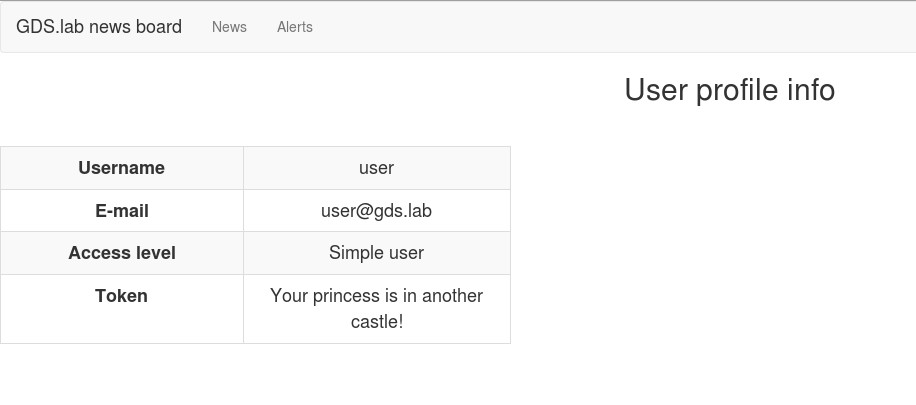 GDS.lab news board News Alerts
User profile info
Username user
E-mail user@gds.lab
Access level Simple user
Token Your princess is in another
castle!